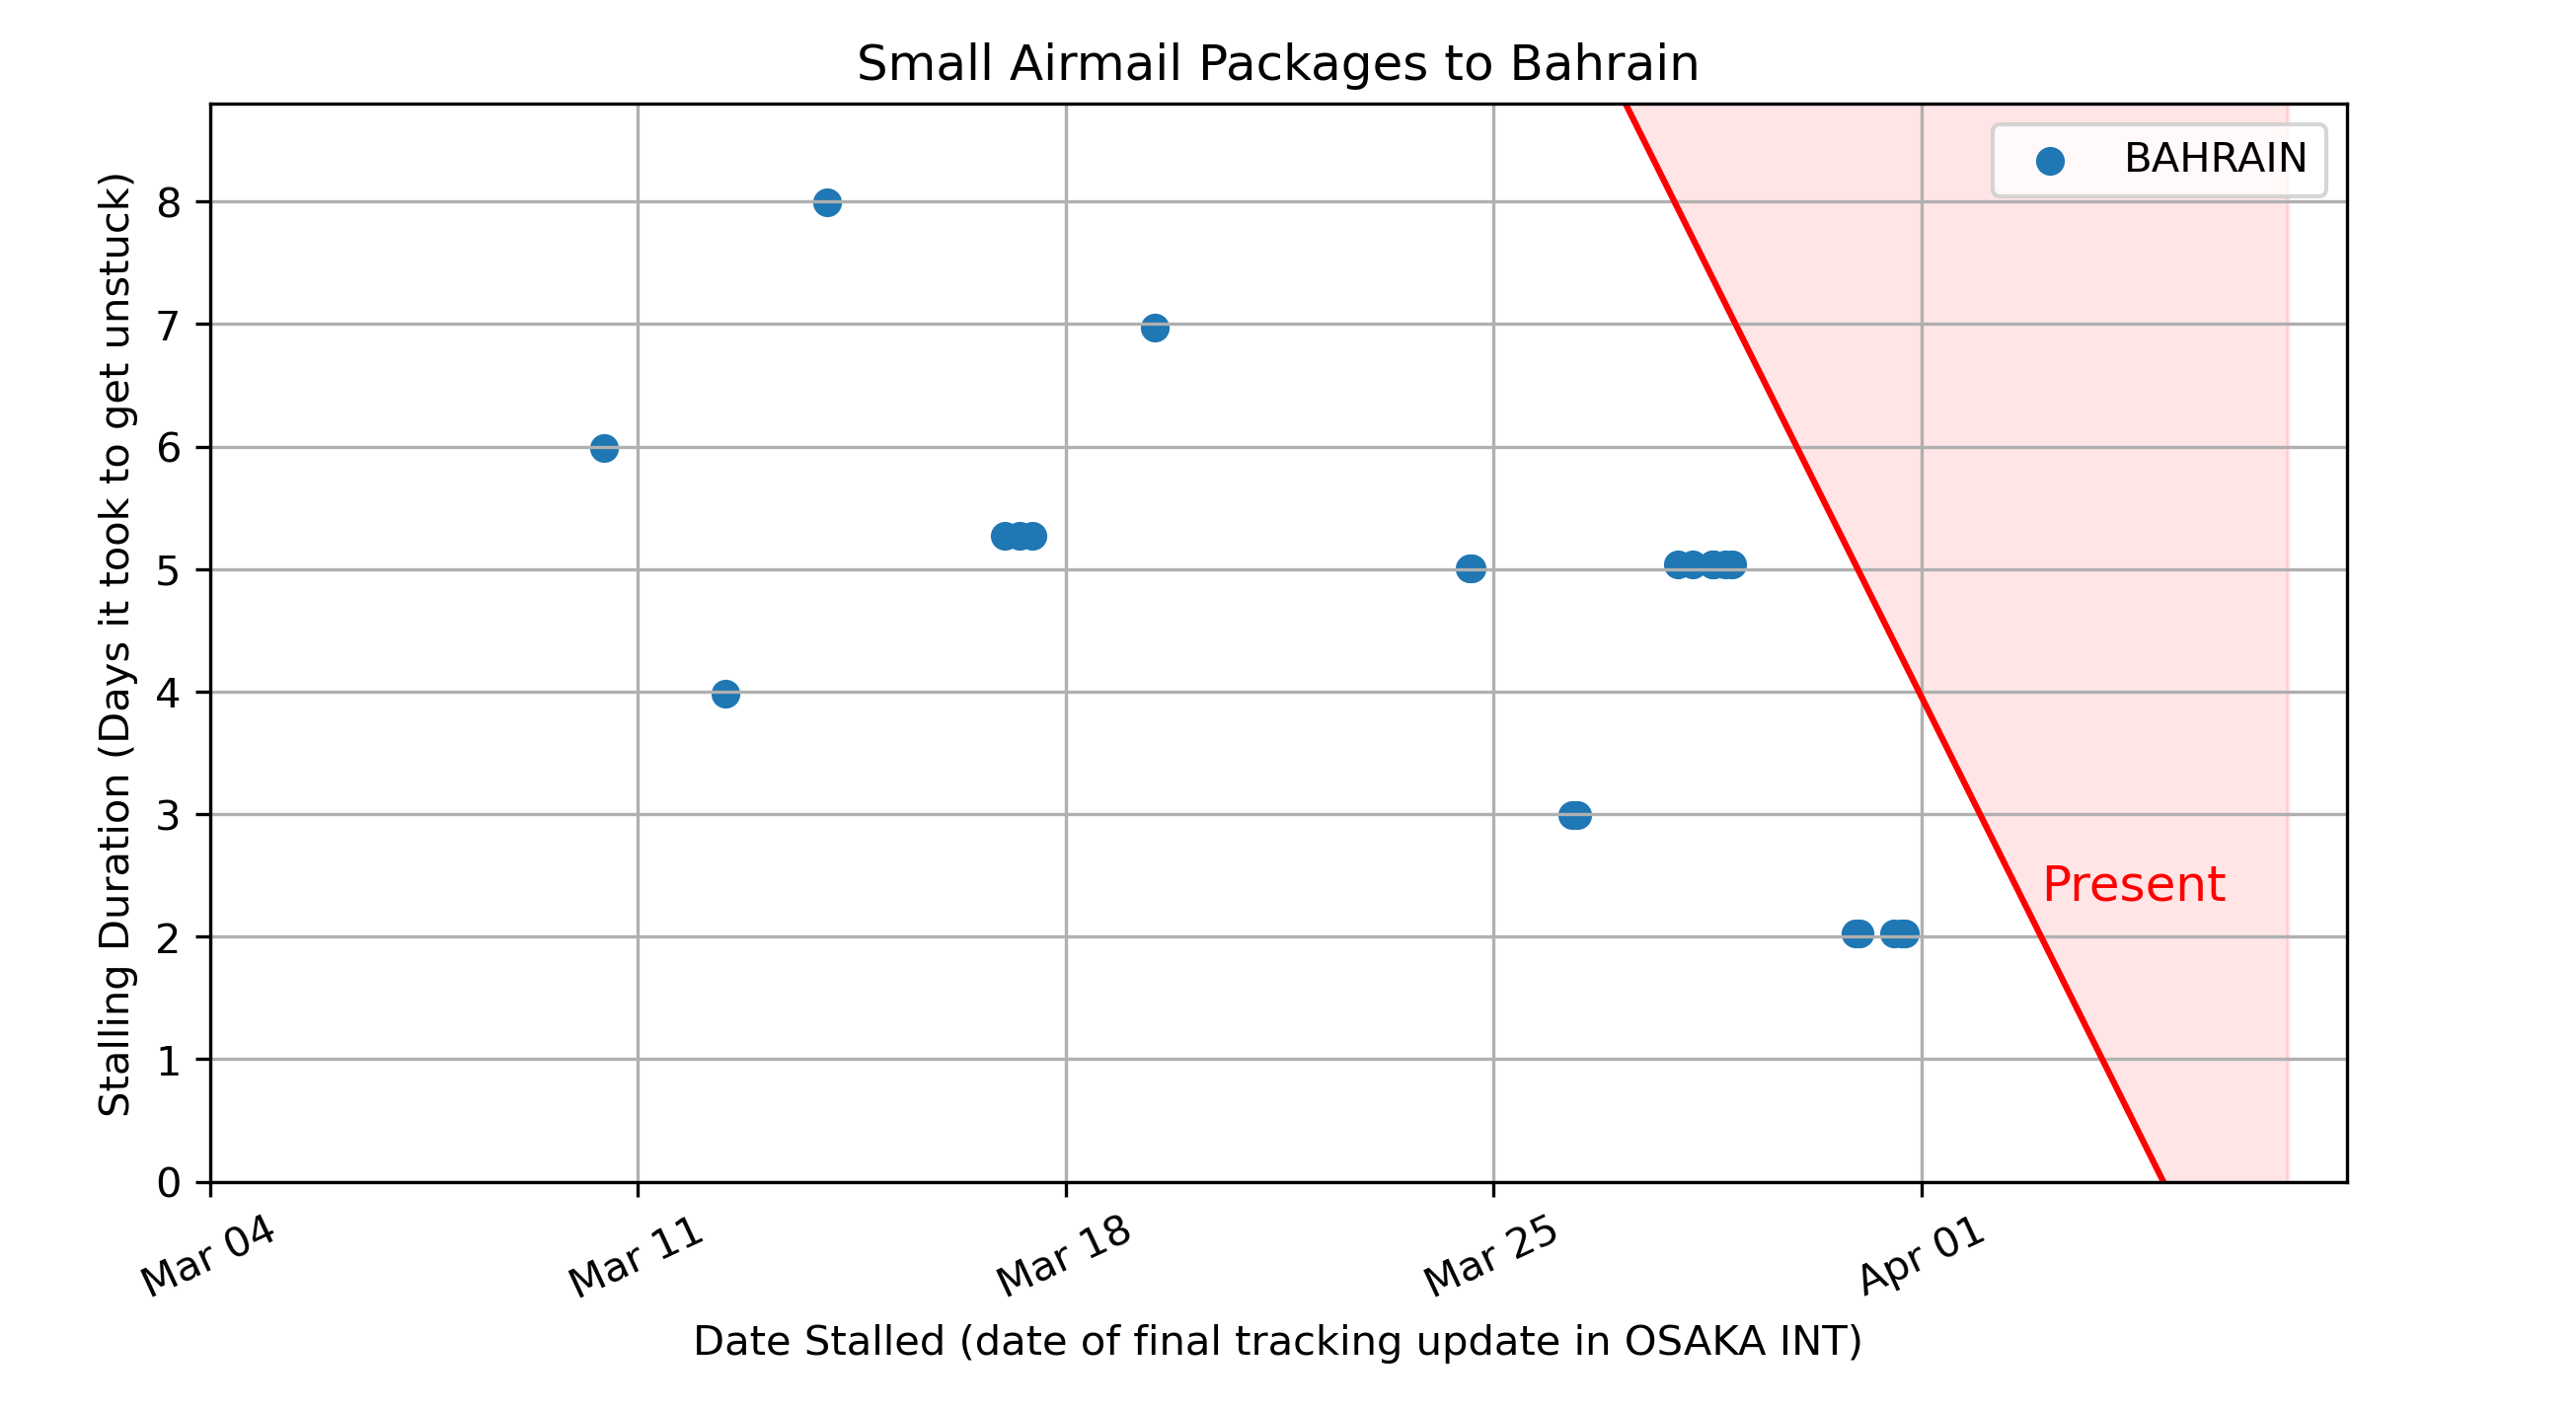 Small Airmail Packages to Bahrain
BAHRAIN
Stalling Duration (Days it took to get unstuck)
8
7
6
5
4
3
2
1
0
Present
Mar 04
Mar 11
Mar 18
Mar 25
Apr 01
Date Stalled (date of final tracking update in OSAKA INT)